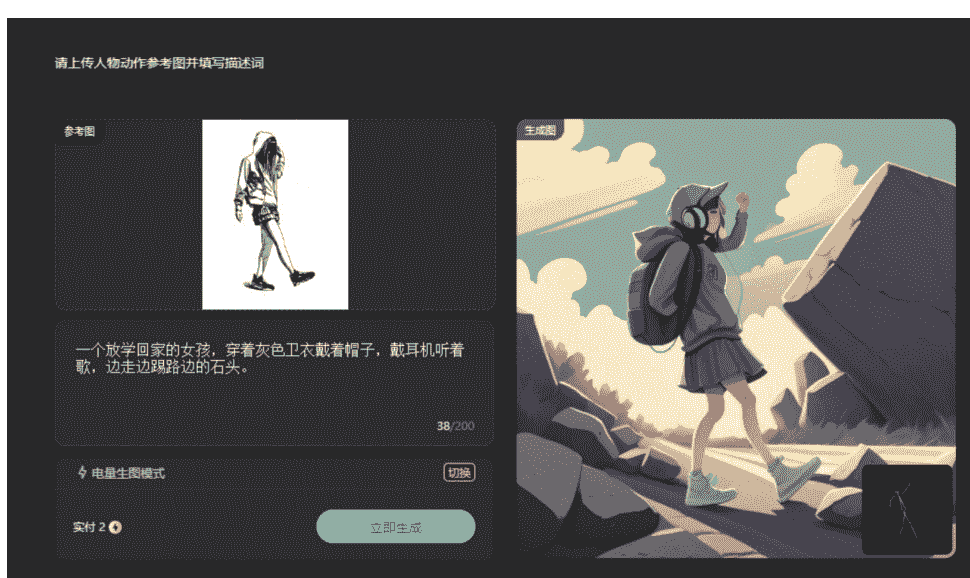 请上传人物动作参考图并填写描述词
参考图
生成图
一个放学回家的女孩，穿着灰色卫衣戴着帽子，戴耳机听着
歌，边走边踢路边的石头。
38/200
电量生图模式
切换
实付 2
立即生成